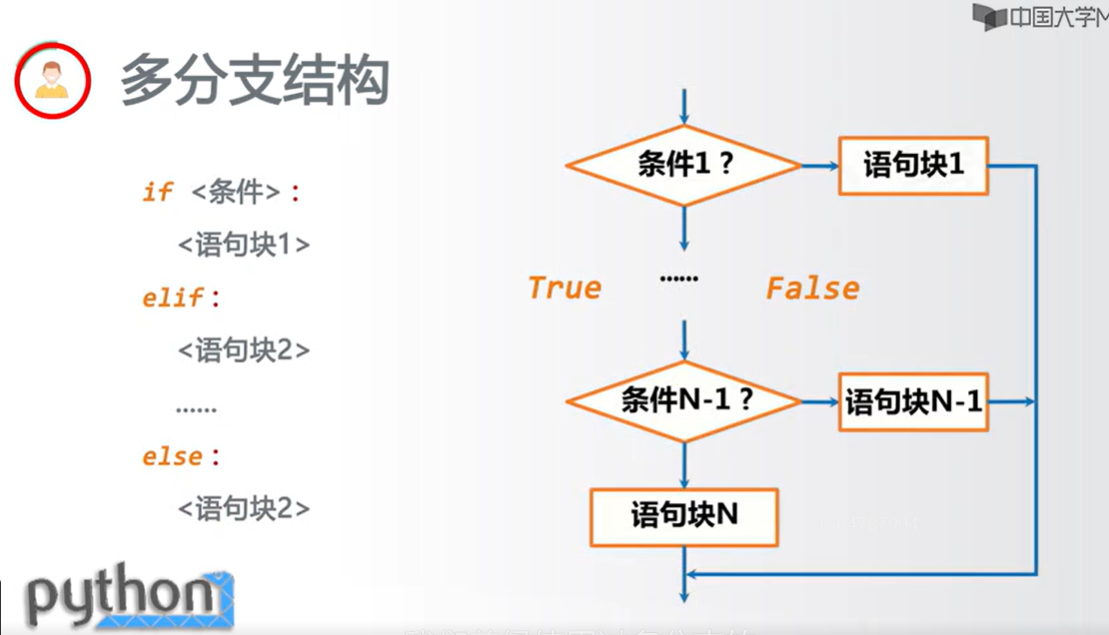 中国大学M
多分支结构
if <条件>:
<语句块1>
elif:
<语句块2>
......
else:
<语句块2>
条件1？
语句块1
True
......
False
条件N-1？
语句块N-1
语句块N
python